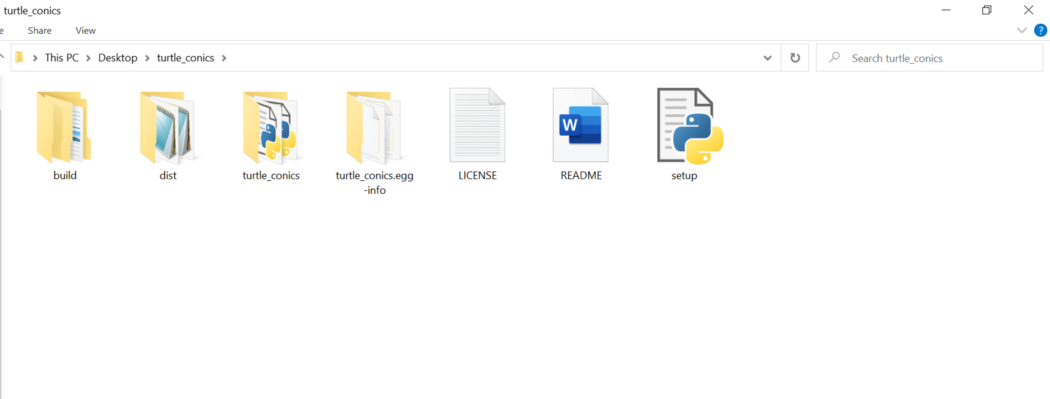 turtle_conics
e Share View
This PC Desktop turtle_conics
Search turtle_conics
build
dist
turtle_conics
turtle_conics.egg
-info
LICENSE
W
README
setup